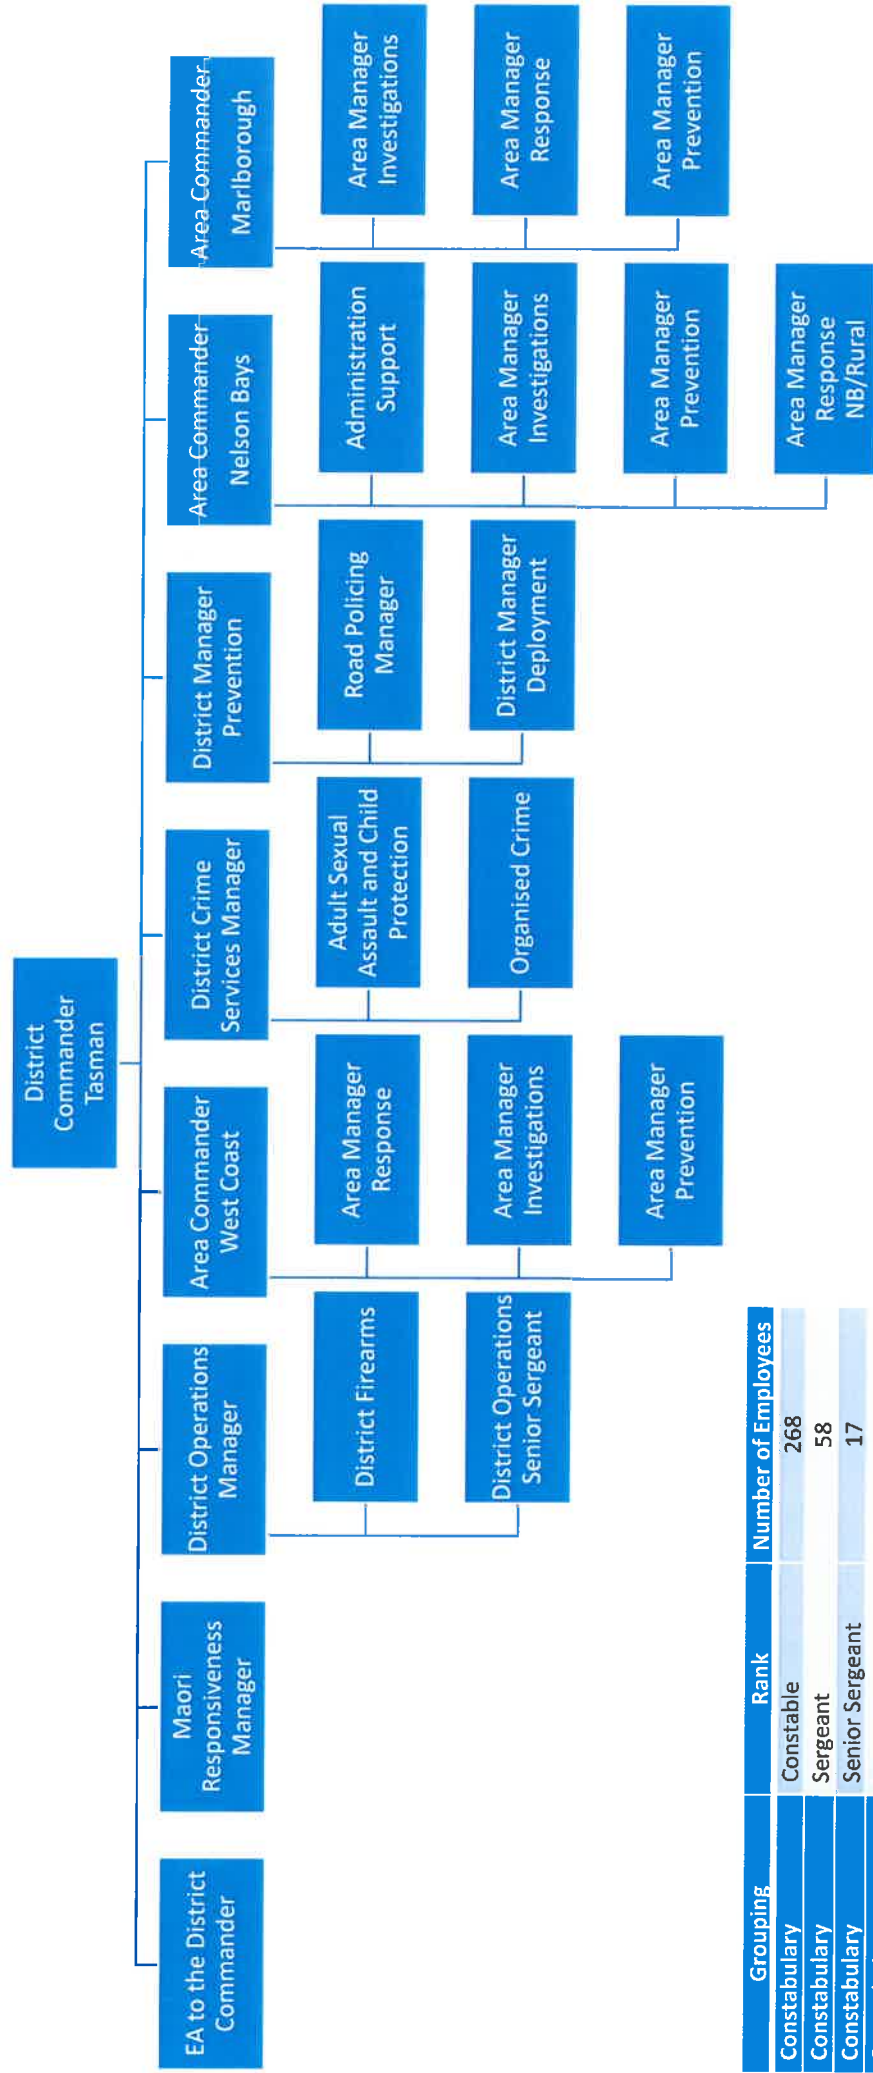 District
Commander
Tasman
EA to the District
Commander
Maori
Responsiveness
Manager
District Operations
Manager
District Firearms
District Operations
Senior Sergeant
Area Commander
West Coast
Area Manager
Response
Area Manager
Investigations
Area Manager
Prevention
District Crime
Services Manager
Adult Sexual
Assault and Child
Protection
Organised Crime
District Manager
Prevention
Road Policing
Manager
District Manager
Deployment
Area Commander
Nelson Bays
Administration
Support
Area Manager
Investigations
Area Manager
Prevention
Area Manager
Response
NB/Rural
Area Commander
Marlborough
Area Manager
Investigations
Area Manager
Response
Area Manager
Prevention
Grouping Rank Number of Employees
Constabulary Constable 268
Constabulary Sergeant 58
Constabulary Senior Sergeant 17